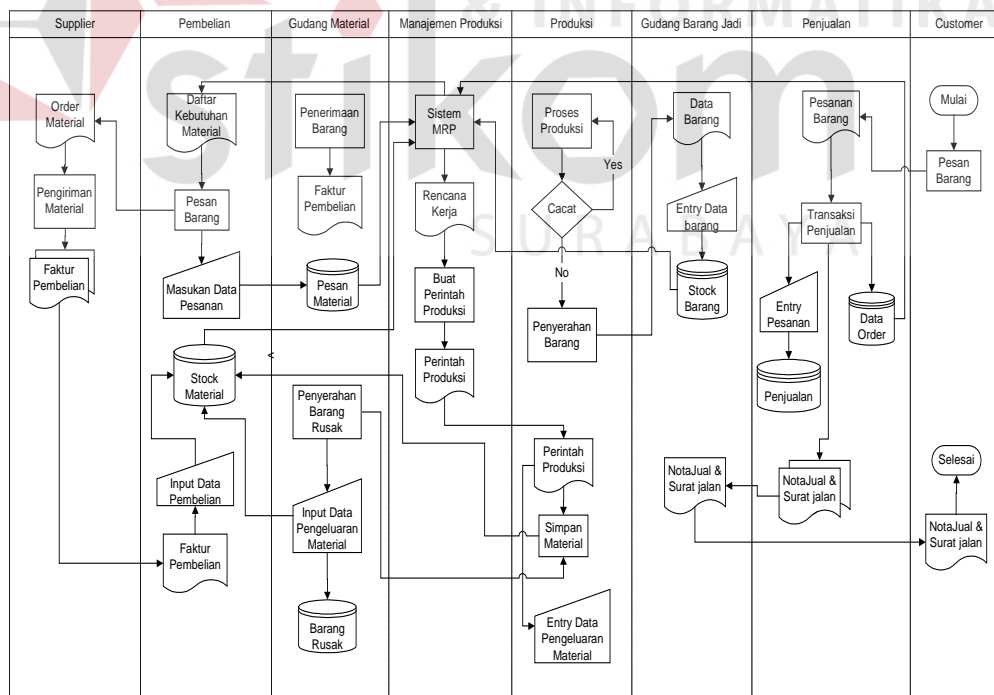 & INFORMATIKA
stikom
SURABAYA
Supplier
Pembelian
Gudang Material
Manajemen Produksi
Produksi
Gudang Barang Jadi
Penjualan
Customer
Order
Material
Pengiriman
Material
Faktur
Pembelian
Daftar
Kebutuhan
Material
Pesan
Barang
Masukan Data
Pesanan
Stock
Material
Input Data
Pembelian
Faktur
Pembelian
Penerimaan
Barang
Faktur
Pembelian
Pesan
Material
Penyerahan
Barang
Rusak
Input Data
Pengeluaran
Material
Barang
Rusak
Sistem
MRP
Rencana
Kerja
Buat
Perintah
Produksi
Perintah
Produksi
Proses
Produksi
Yes
Cacat
No
Penyerahan
Barang
Perintah
Produksi
Simpan
Material
Entry Data
Pengeluaran
Material
Data
Barang
Entry Data
barang
Stock
Barang
NotaJual &
Surat jalan
Pesanan
Barang
Transaksi
Penjualan
Entry
Pesanan
Data
Order
Penjualan
NotaJual &
Surat jalan
Mulai
Pesan
Barang
Selesai
NotaJual &
Surat jalan